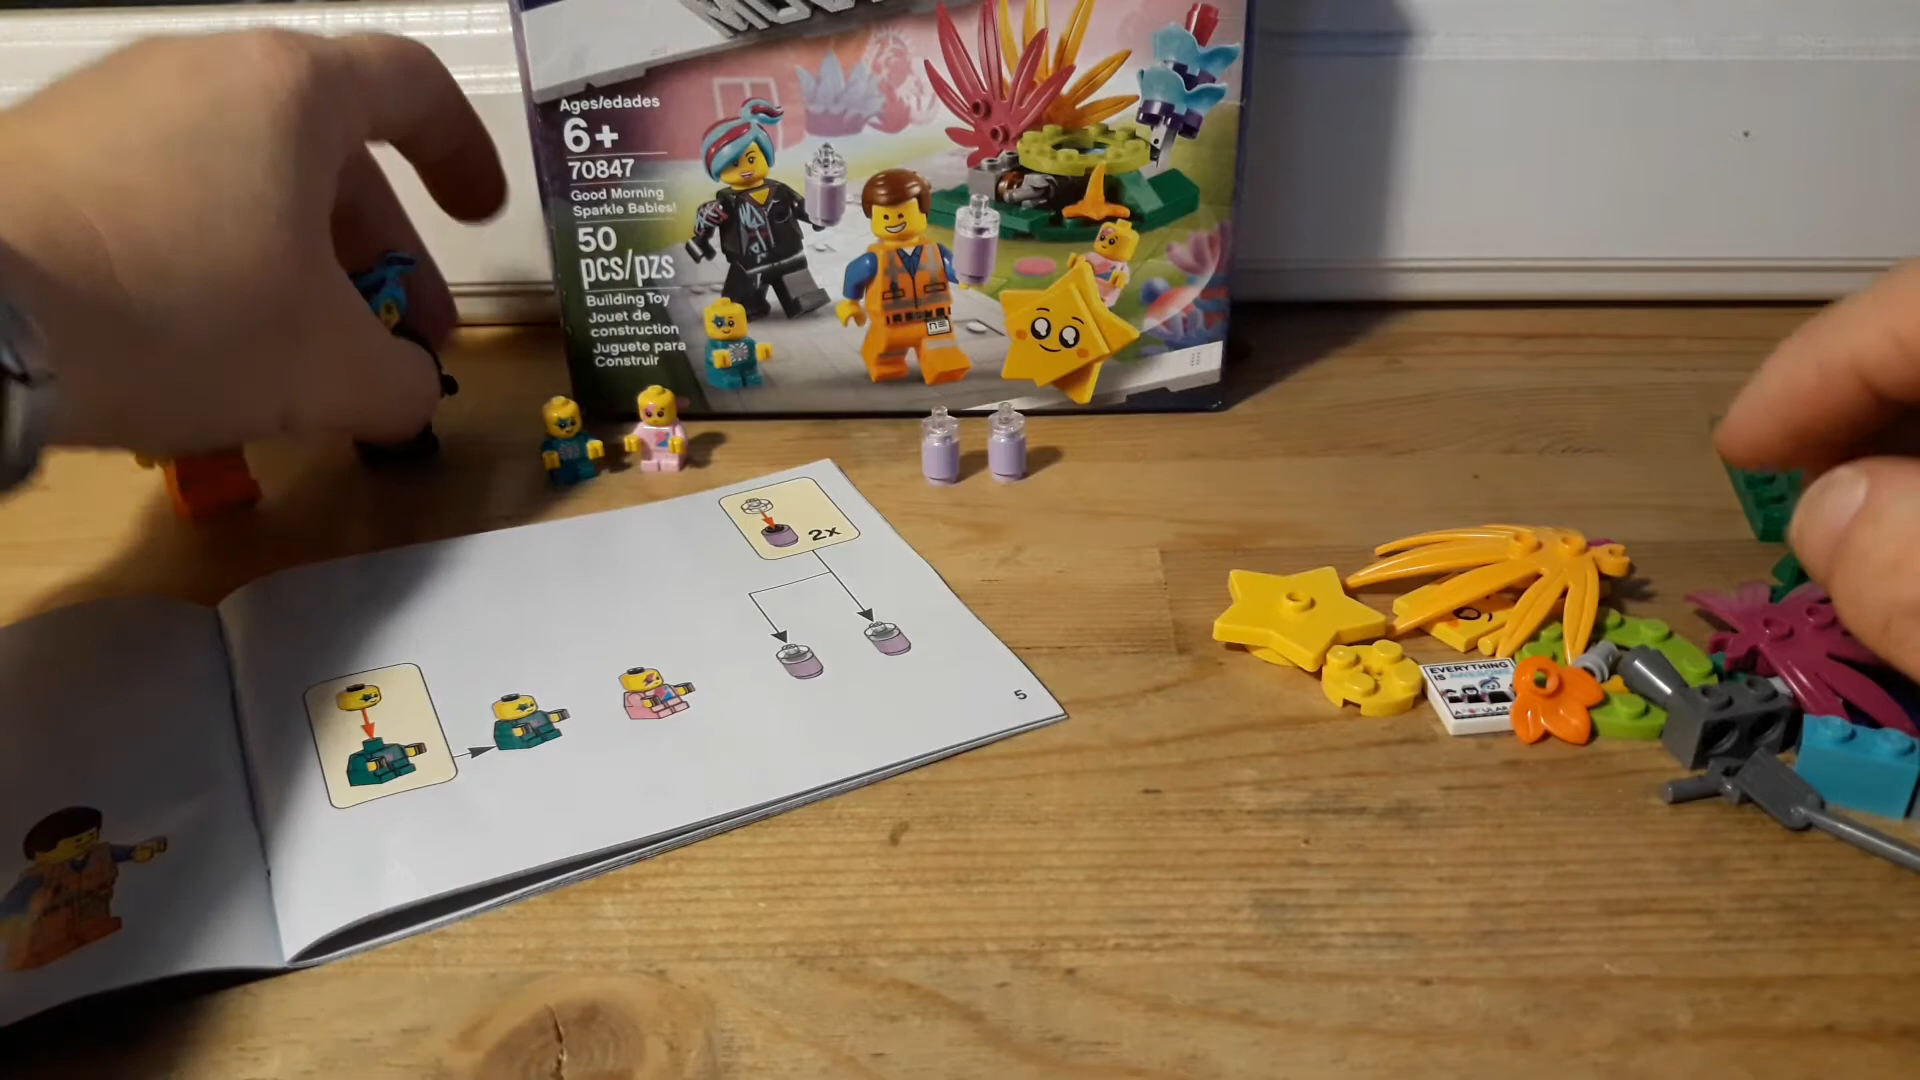 Ages/edades
6+
70847
Good Morning
Sparkle Babies!
50
pcs/pzs
Building Toy
Jouet de
construction
Juguete para
Construir
2x
5
EVERYTHING
IS AWESOME